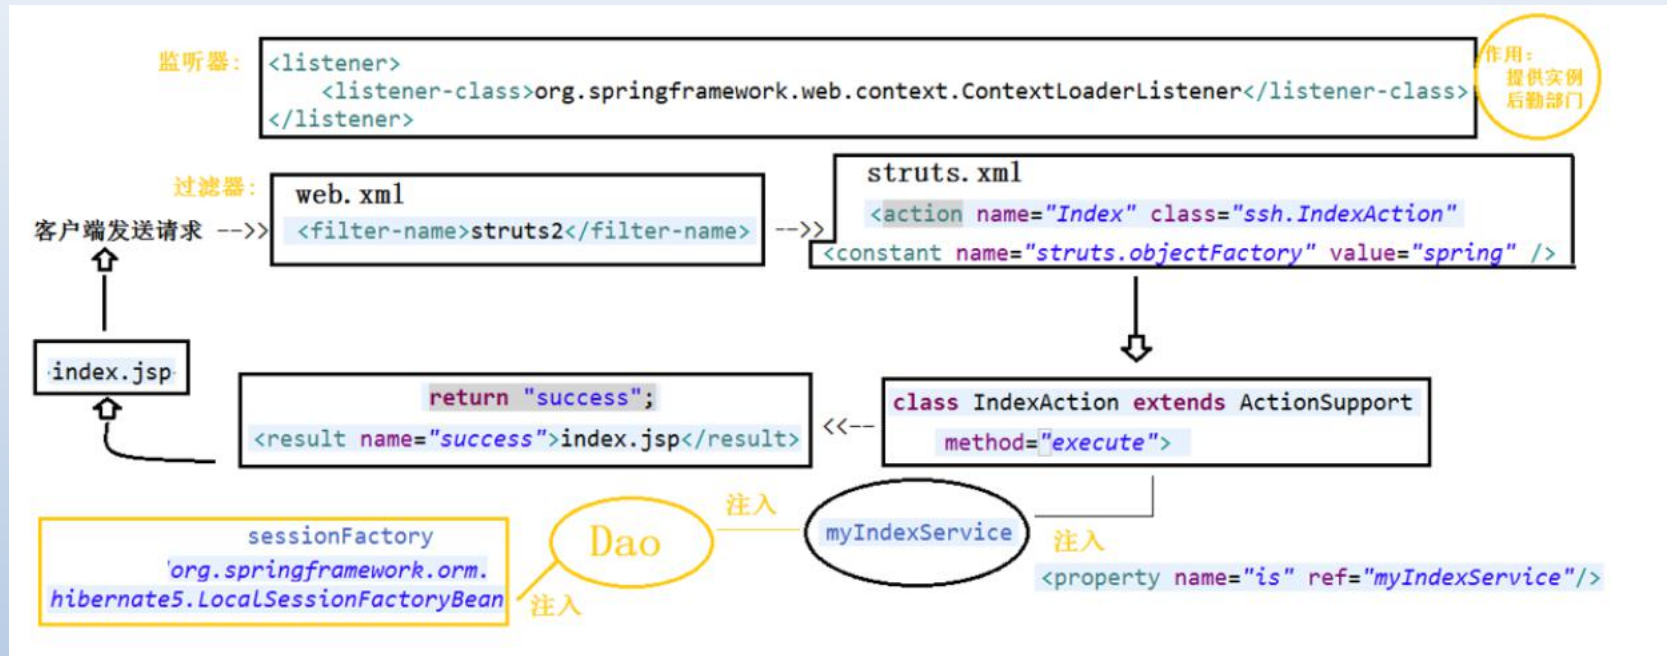 监听器:
<listener>
<listener-class>org.springframework.web.context.ContextLoaderListener</listener-class>
</listener>
作用:
提供实例
后勤部门
过滤器:
web.xml
<filter-name>struts2</filter-name>
客户端发送请求 -->>
-->>
struts.xml
<action name="Index" class="ssh.IndexAction"
<constant name="struts.objectFactory" value="spring" />
index.jsp
return "success";
<result name="success">index.jsp</result>
<<--
class IndexAction extends ActionSupport
method="execute">
sessionFactory
'org.springframework.orm.
hibernate5.LocalSessionFactoryBean
注入
Dao
注入
myIndexService
注入
<property name="is" ref="myIndexService"/>